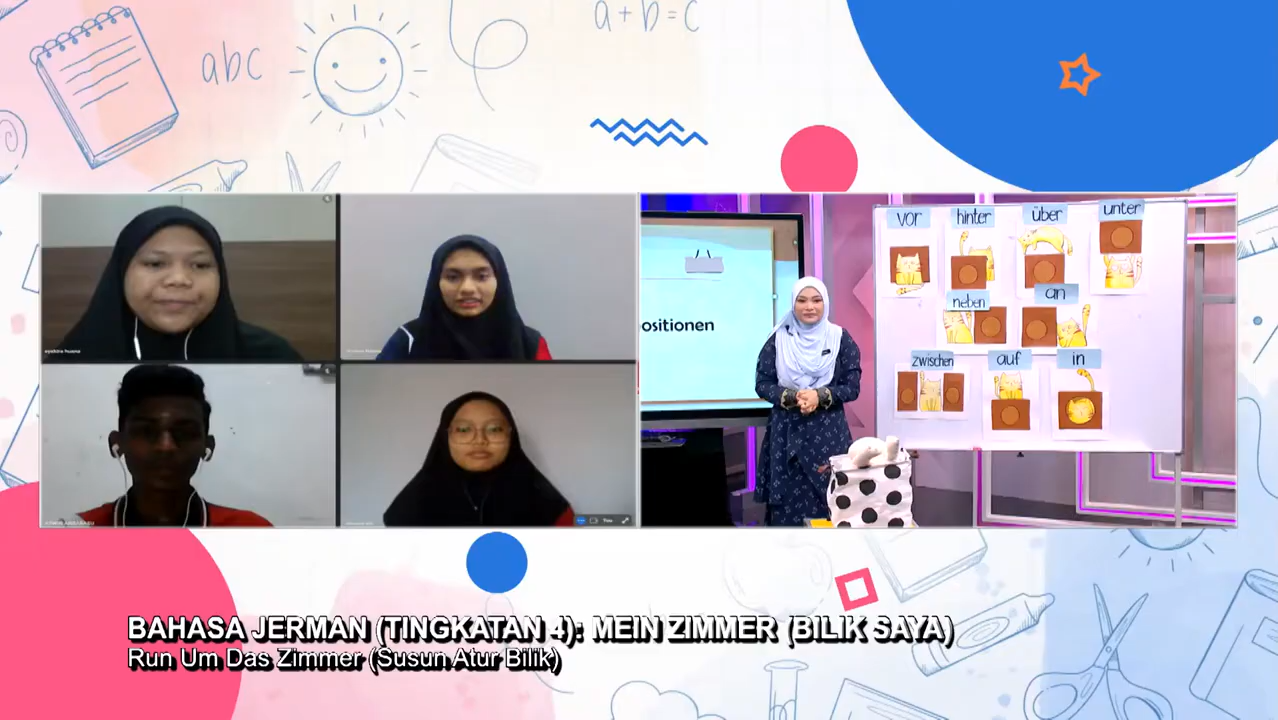 abc
a+b=c
vor
hinter
über
unter
ositionen
neben
an
zwischen
auf
in
BAHASA JERMAN (TINGKATAN 4): MEIN ZIMMER (BILIK SAYA)
Run Um Das Zimmer (Susun Atur Bilik)